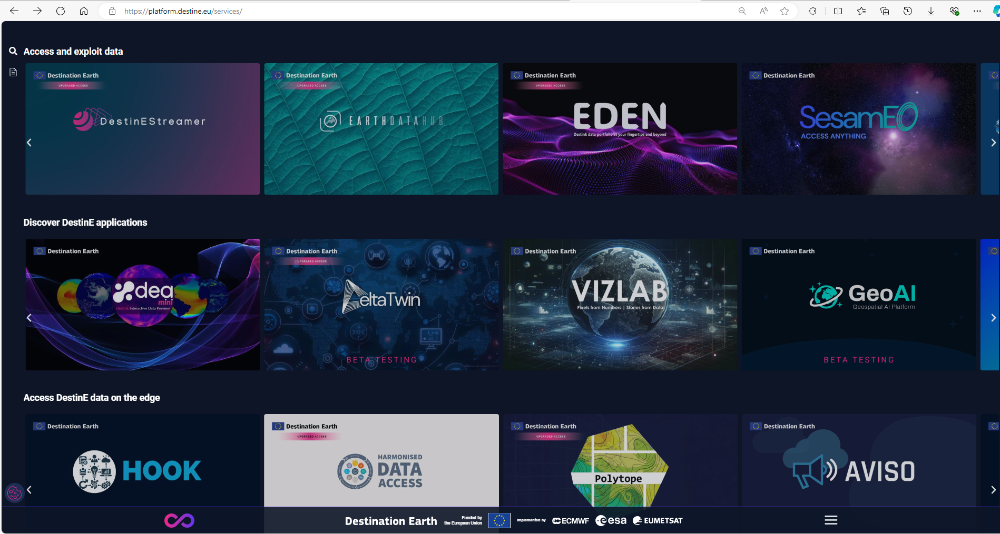 https://platform.destine.eu/services/
Access and exploit data
Destination Earth
UPGRADED ACCESS
DestinEStreamer
Destination Earth
UPGRADED ACCESS
EARTHDATAHUB
Destination Earth
UPGRADED ACCESS
EDEN
DestinE data portfolio at your fingertips and beyond
Destination Earth
SesamEO
ACCESS ANYTHING
Discover DestinE applications
Destination Earth
dea
mini
DestinE Interactive Data Preview
Destination Earth
UPGRADED ACCESS
DeltaTwin
BETA TESTING
Destination Earth
VIZLAB
Pixels from Numbers | Stories from Data
Destination Earth
GeoAI
Geospatial AI Platform
BETA TESTING
Access DestinE data on the edge
Destination Earth
HOOK
Destination Earth
UPGRADED ACCESS
HARMONISED
DATA
ACCESS
Destination Earth
UPGRADED ACCESS
Polytope
Destination Earth
AVISO
Destination Earth
Funded by
the European Union
Implemented by
ECMWF
esa
EUMETSAT